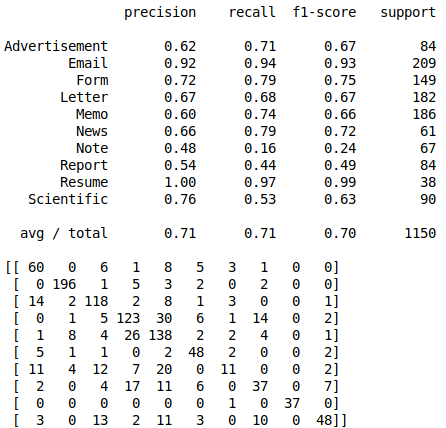 precision recall f1-score support
Advertisement 0.62 0.71 0.67 84
Email 0.92 0.94 0.93 209
Form 0.72 0.79 0.75 149
Letter 0.67 0.68 0.67 182
Memo 0.60 0.74 0.66 186
News 0.66 0.79 0.72 61
Note 0.48 0.16 0.24 67
Report 0.54 0.44 0.49 84
Resume 1.00 0.97 0.99 38
Scientific 0.76 0.53 0.63 90
avg / total 0.71 0.71 0.70 1150
[[ 60 0 6 1 8 5 3 1 0 0]
[ 0 196 1 5 3 2 0 2 0 0]
[ 14 2 118 2 8 1 3 0 0 1]
[ 0 1 5 123 30 6 1 14 0 2]
[ 1 8 4 26 138 2 2 4 0 1]
[ 5 1 1 0 2 48 2 0 0 2]
[ 11 4 12 7 20 0 11 0 0 2]
[ 2 0 4 17 11 6 0 37 0 7]
[ 0 0 0 0 0 0 1 0 37 0]
[ 3 0 13 2 11 3 0 10 0 48]]